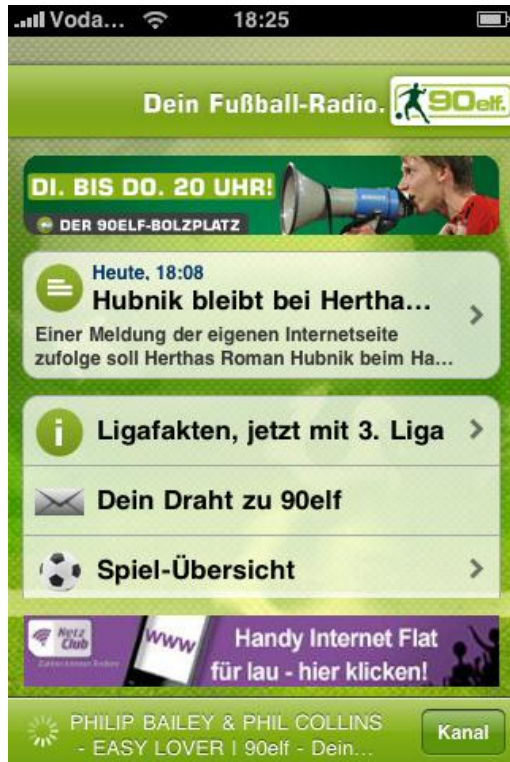 Voda... 18:25
Dein Fußball-Radio. 90elf.
DI. BIS DO. 20 UHR!
DER 90ELF-BOLZPLATZ
Heute, 18:08
Hubnik bleibt bei Hertha...
Einer Meldung der eigenen Internetseite
zufolge soll Herthas Roman Hubnik beim Ha...
Ligafakten, jetzt mit 3. Liga
Dein Draht zu 90elf
Spiel-Übersicht
Netz
Club
www
Handy Internet Flat
für lau - hier klicken!
PHILIP BAILEY & PHIL COLLINS
- EASY LOVER | 90elf - Dein...
Kanal